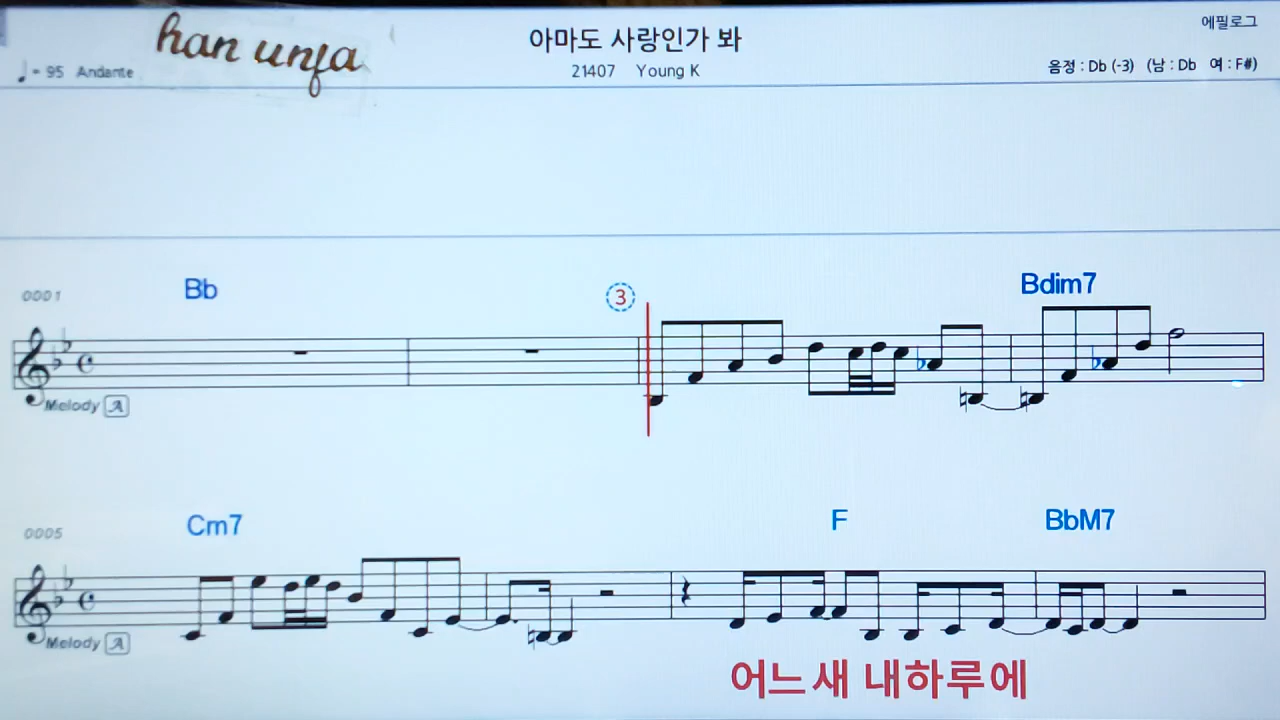 han unja
아마도 사랑인가 봐
에필로그
♩= 95 Andante
21407 Young K
음정 : Db (-3) (남 : Db 여 : F#)
0001
Bb
3
Bdim7
Melody A
0005
Cm7
F
BbM7
Melody A
어느새 내하루에